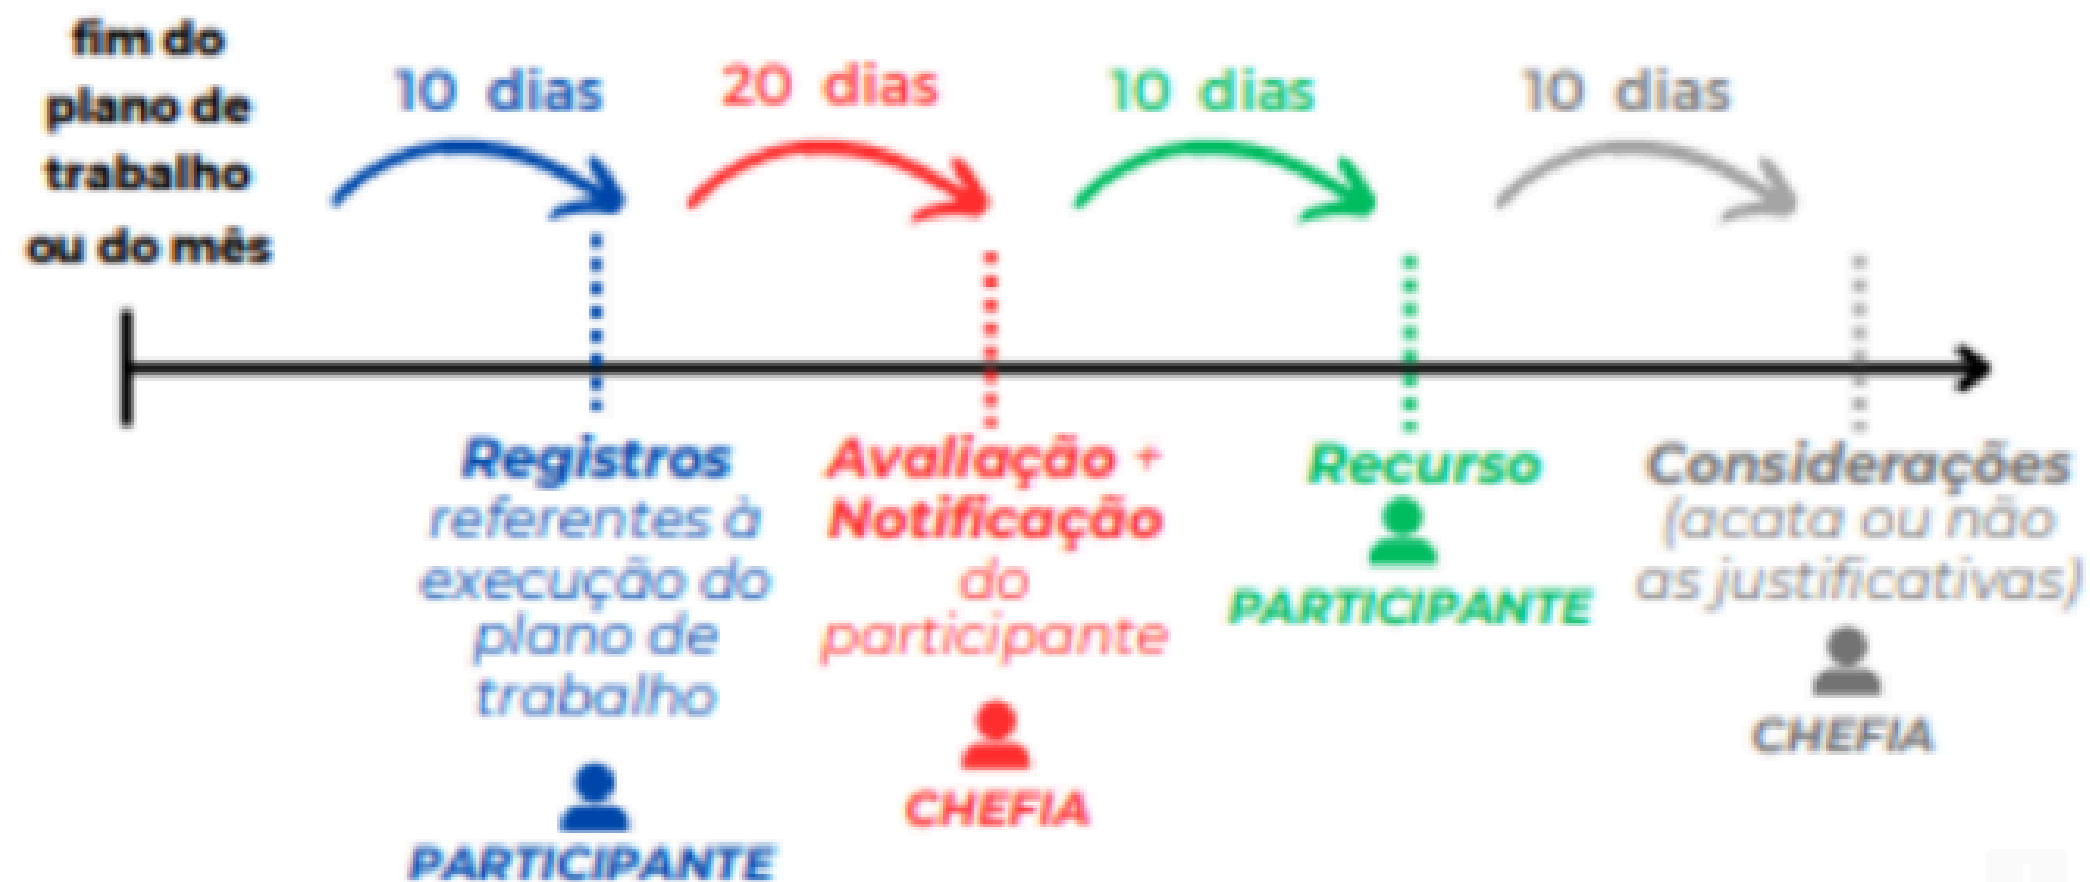 fim do
plano de
trabalho
ou do mês
10 dias
20 dias
10 dias
10 dias
Registros
referentes à
execução do
plano de
trabalho
PARTICIPANTE
Avaliação +
Notificação
do
participante
CHEFIA
Recurso
PARTICIPANTE
Considerações
(acata ou não
as justificativas)
CHEFIA